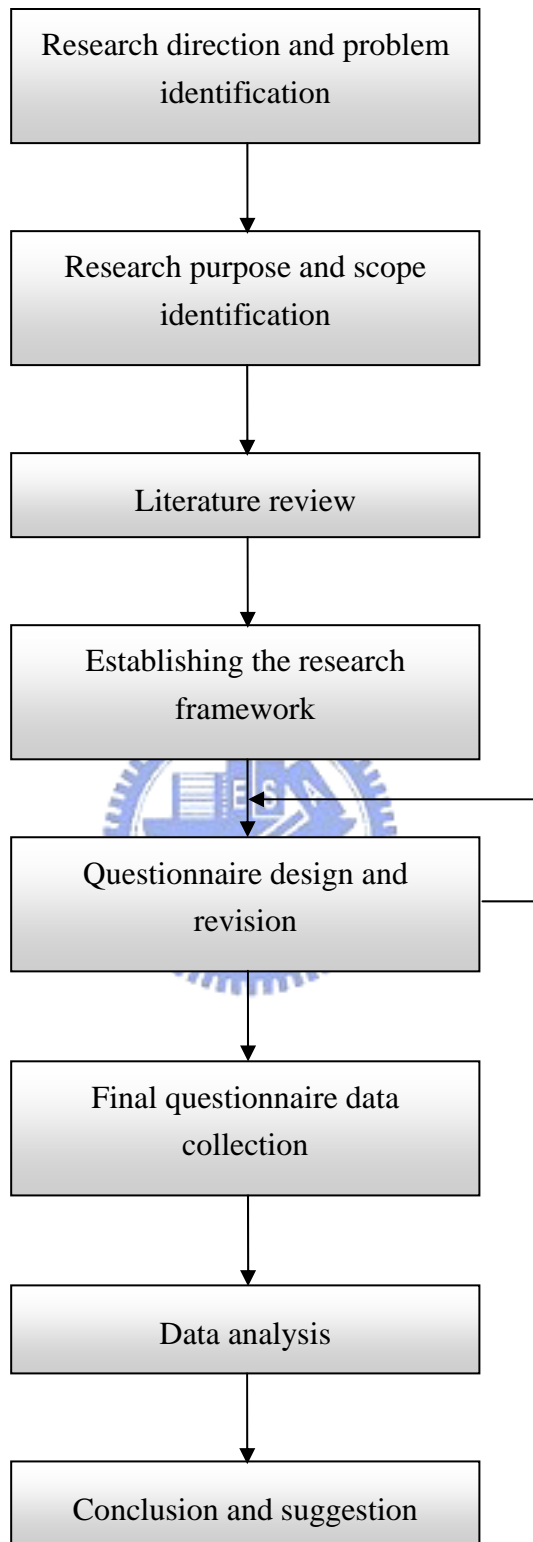 Research direction and problem
identification
Research purpose and scope
identification
Literature review
Establishing the research
framework
E S
Questionnaire design and
revision
Final questionnaire data
collection
Data analysis
Conclusion and suggestion